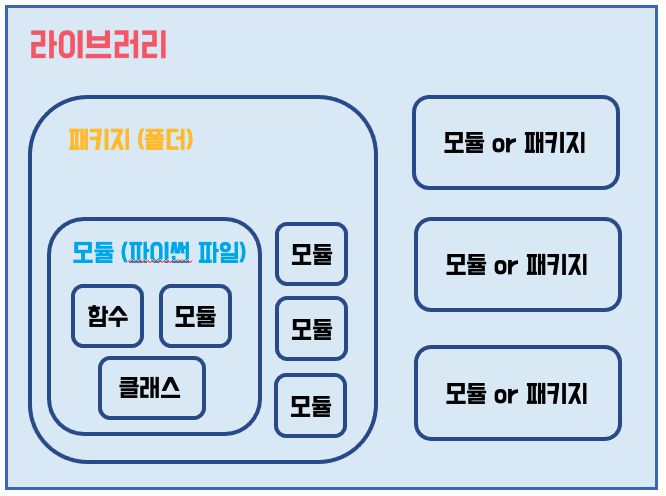 라이브러리
패키지 (폴더)
모듈 (파이썬 파일)
함수
모듈
클래스
모듈
모듈
모듈
모듈 or 패키지
모듈 or 패키지
모듈 or 패키지